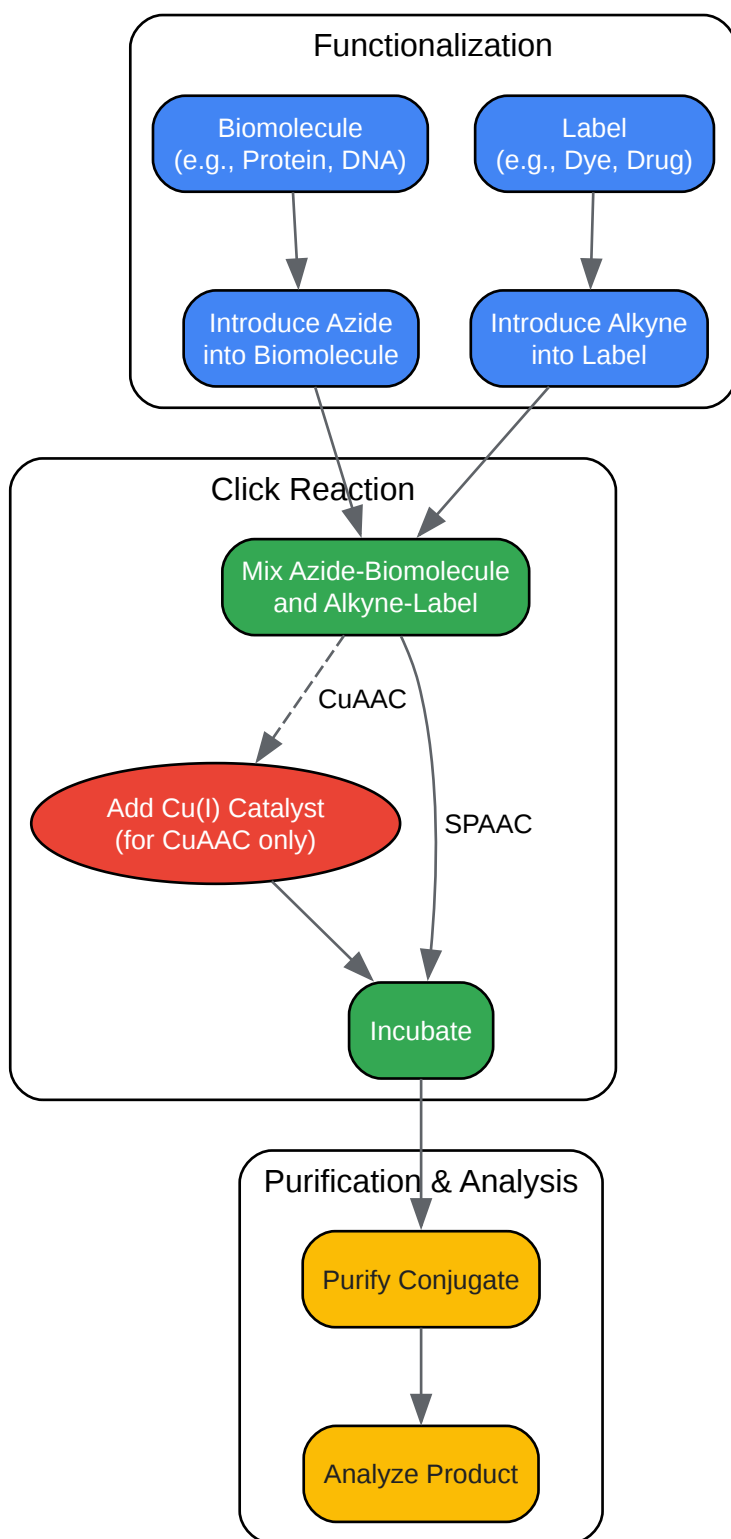 Functionalization
Biomolecule
(e.g., Protein, DNA)
Label
(e.g., Dye, Drug)
Introduce Azide
into Biomolecule
Introduce Alkyne
into Label
Click Reaction
Mix Azide-Biomolecule
and Alkyne-Label
CuAAC
Add Cu(I) Catalyst
(for CuAAC only)
SPAAC
Incubate
Purification & Analysis
Purify Conjugate
Analyze Product